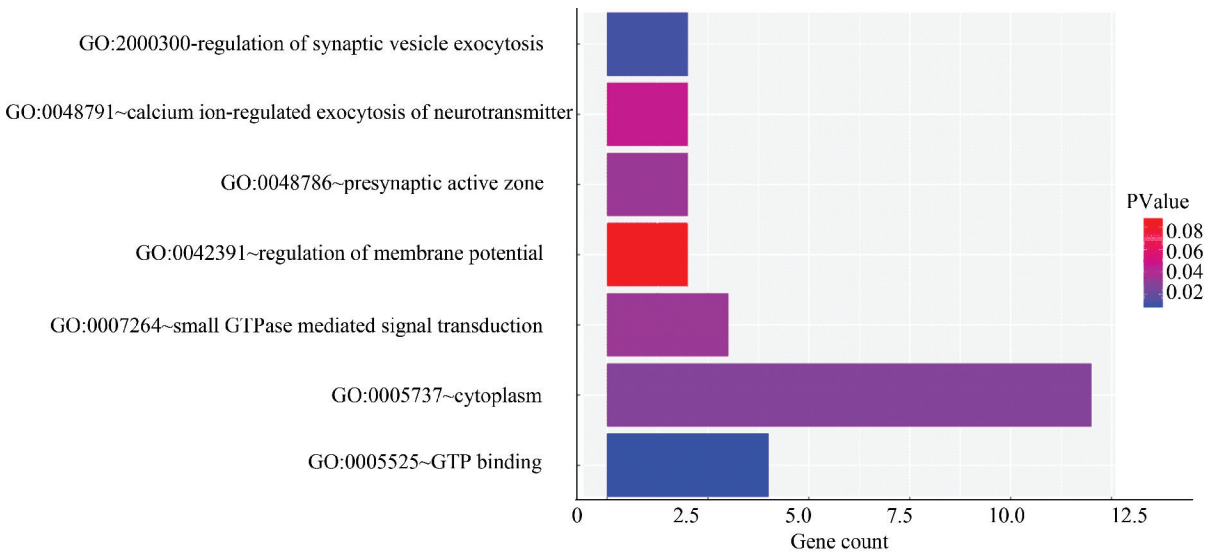 GO:2000300-regulation of synaptic vesicle exocytosis
GO:0048791~calcium ion-regulated exocytosis of neurotransmitter
GO:0048786~presynaptic active zone
GO:0042391~regulation of membrane potential
GO:0007264~small GTPase mediated signal transduction
GO:0005737~cytoplasm
GO:0005525~GTP binding
0 2.5 5.0 7.5 10.0 12.5
Gene count
PValue
0.08
0.06
0.04
0.02